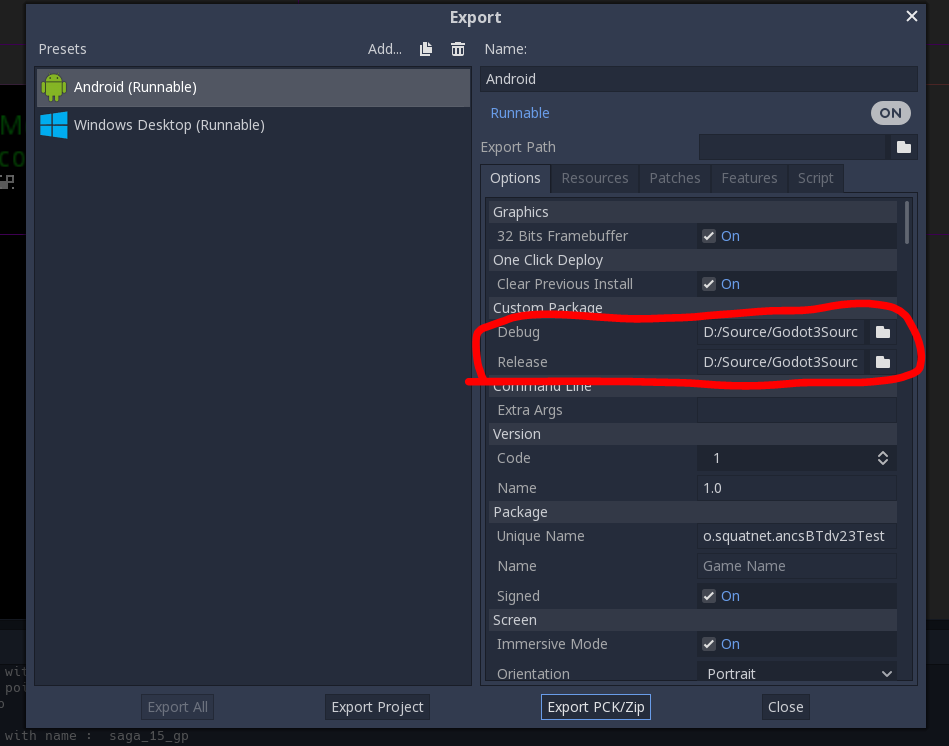 Export
Presets
Add...
Name:
Android (Runnable)
Windows Desktop (Runnable)
Android
Runnable
ON
Export Path
Options Resources Patches Features Script
Graphics
32 Bits Framebuffer On
One Click Deploy
Clear Previous Install On
Custom Package
Debug D:/Source/Godot3Sourc
Release D:/Source/Godot3Sourc
Command Line
Extra Args
Version
Code 1
Name 1.0
Package
Unique Name o.squatnet.ancsBTdv23Test
Name Game Name
Signed On
Screen
Immersive Mode On
Orientation Portrait
Export All Export Project Export PCK/Zip Close
M
co
wit
poi
with name : saga_15_gp